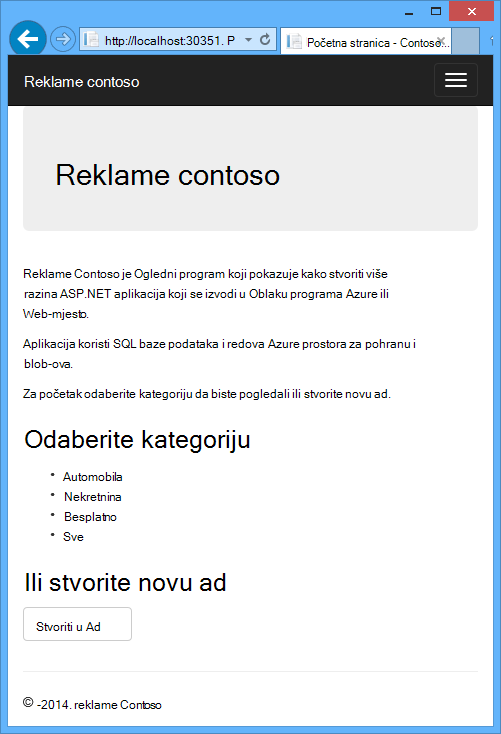 http://localhost:30351. P
Početna stranica - Contoso...
Reklame contoso
Reklame contoso
Reklame Contoso je Ogledni program koji pokazuje kako stvoriti više
razina ASP.NET aplikacija koji se izvodi u Oblaku programa Azure ili
Web-mjesto.
Aplikacija koristi SQL baze podataka i redova Azure prostora za pohranu i
blob-ova.
Za početak odaberite kategoriju da biste pogledali ili stvorite novu ad.
Odaberite kategoriju
• Automobila
• Nekretnina
• Besplatno
• Sve
Ili stvorite novu ad
Stvoriti u Ad
© -2014. reklame Contoso